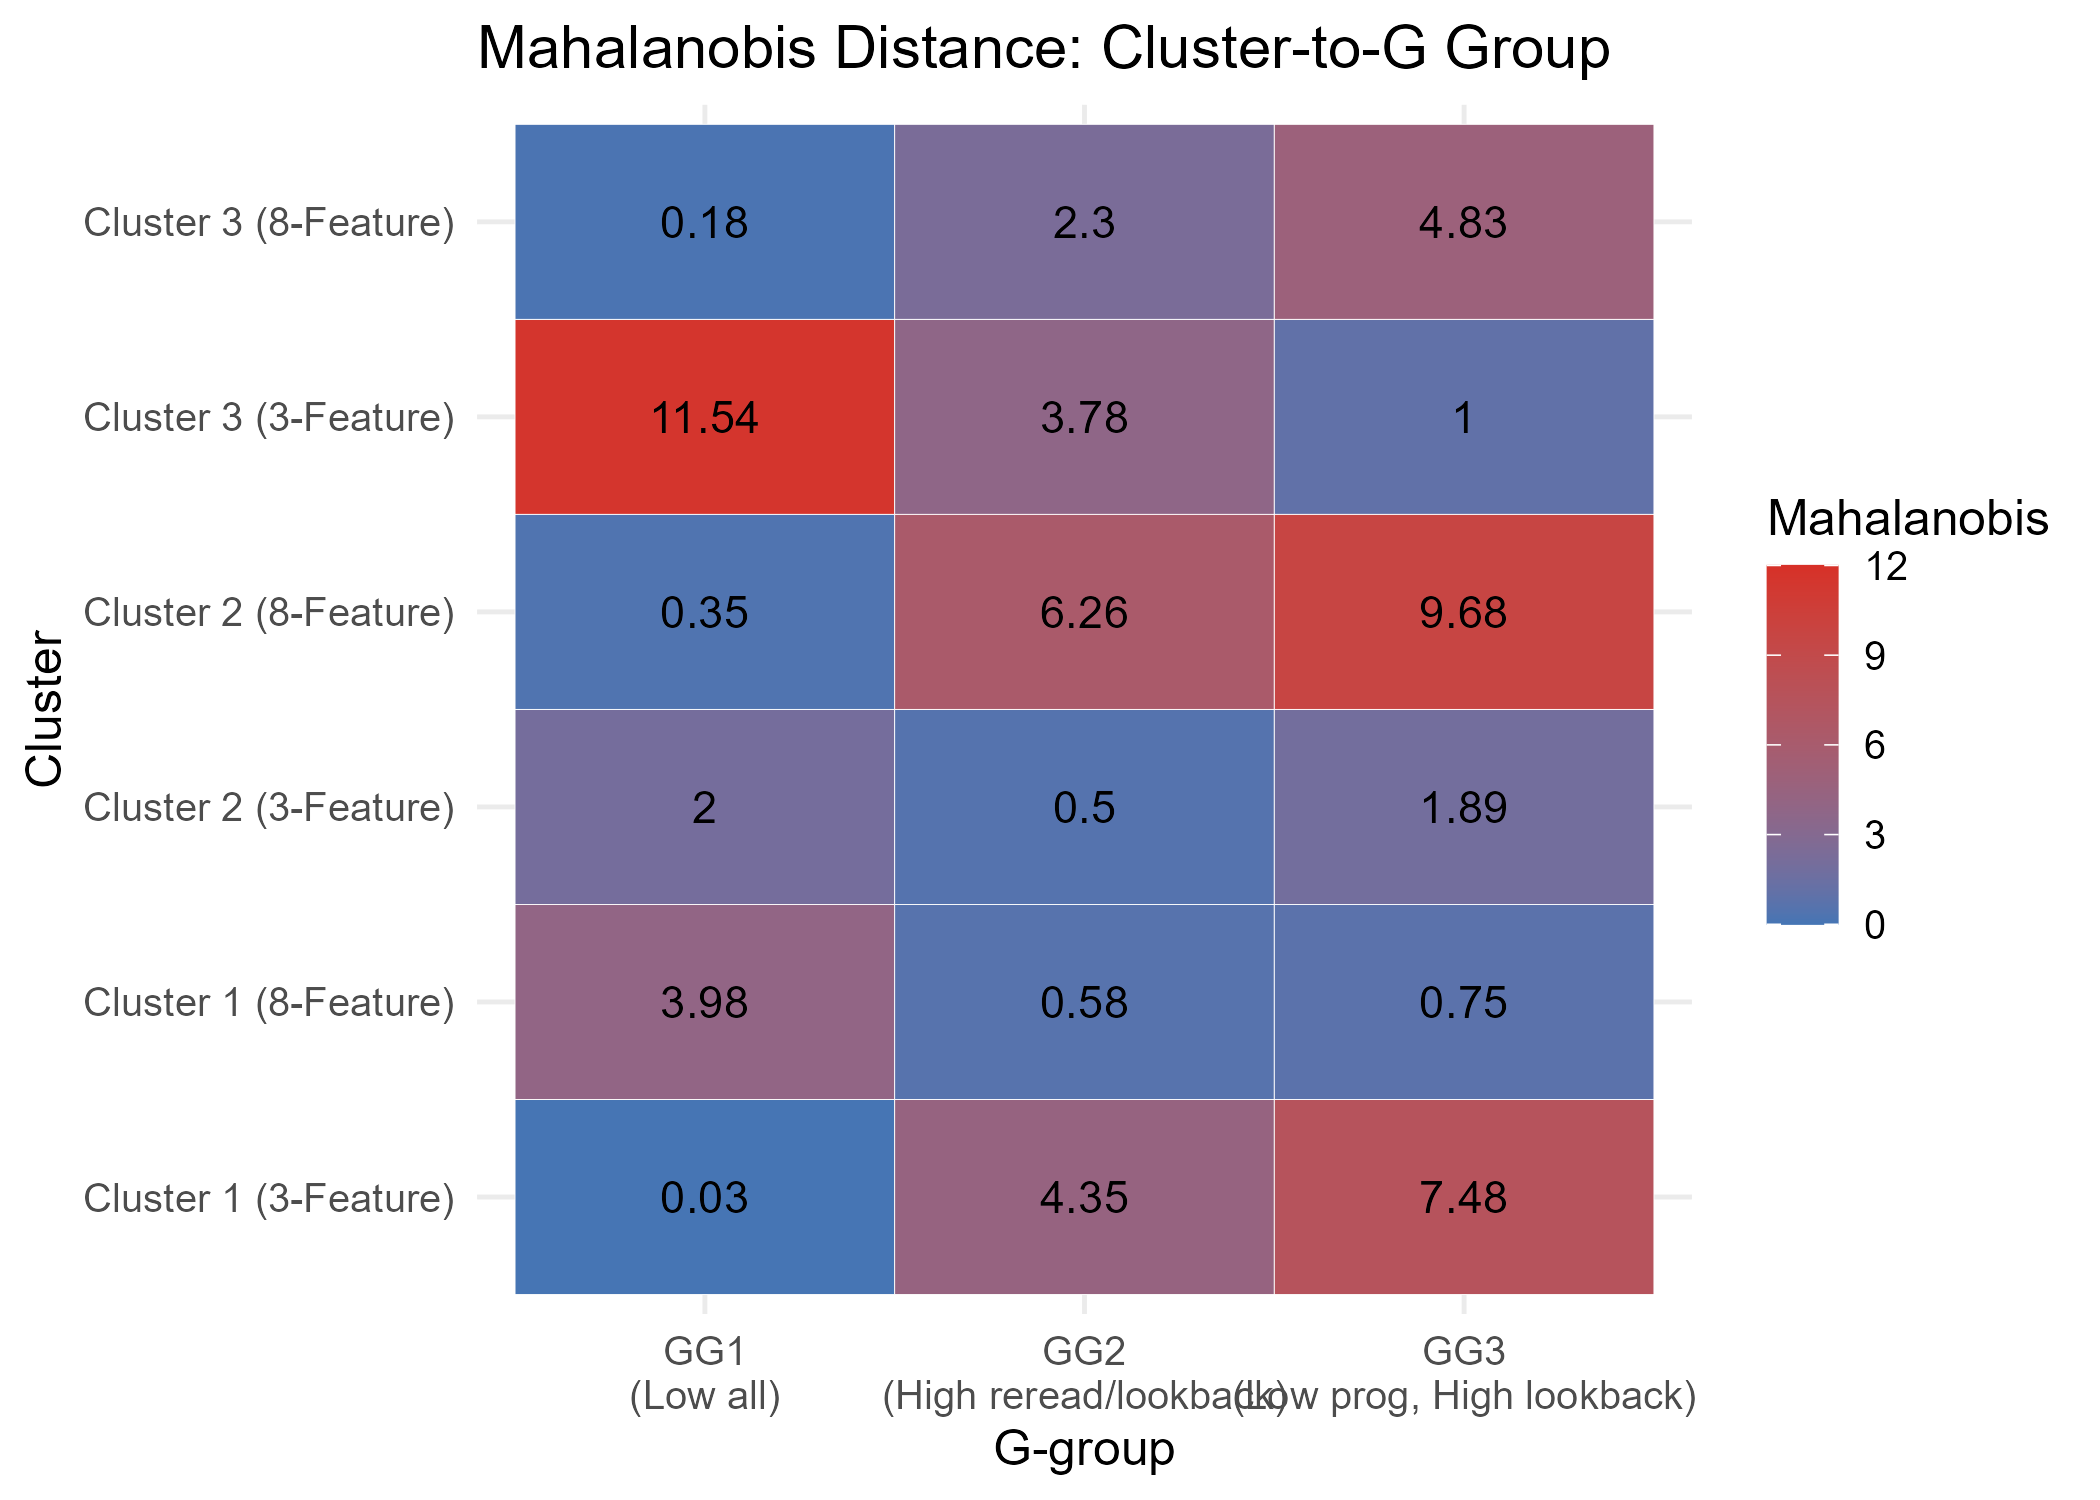 Mahalanobis Distance: Cluster-to-G Group
Cluster
Cluster 3 (8-Feature) 0.18 2.3 4.83
Cluster 3 (3-Feature) 11.54 3.78 1
Cluster 2 (8-Feature) 0.35 6.26 9.68
Cluster 2 (3-Feature) 2 0.5 1.89
Cluster 1 (8-Feature) 3.98 0.58 0.75
Cluster 1 (3-Feature) 0.03 4.35 7.48
GG1 GG2 GG3
(Low all) (High reread/lookback) (Low prog, High lookback)
G-group
Mahalanobis
12
9
6
3
0